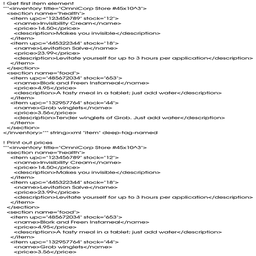 ! Get first item element
"""<inventory title="OmniCorp Store #45x10^3">
<section name="health">
<item upc="123456789" stock="12">
<name>Invisibility Cream</name>
<price>14.50</price>
<description>Makes you invisible</description>
</item>
<item upc="445322344" stock="18">
<name>Levitation Salve</name>
<price>23.99</price>
<description>Levitate yourself for up to 3 hours per application</description>
</item>
</section>
<section name="food">
<item upc="485672034" stock="653">
<name>Blork and Freen Instameal</name>
<price>4.95</price>
<description>A tasty meal in a tablet; just add water</description>
</item>
<item upc="132957764" stock="44">
<name>Grob winglets</name>
<price>3.56</price>
<description>Tender winglets of Grob. Just add water</description>
</item>
</section>
</inventory>""" string>xml "item" deep-tag-named

! Print out prices
"""<inventory title="OmniCorp Store #45x10^3">
<section name="health">
<item upc="123456789" stock="12">
<name>Invisibility Cream</name>
<price>14.50</price>
<description>Makes you invisible</description>
</item>
<item upc="445322344" stock="18">
<name>Levitation Salve</name>
<price>23.99</price>
<description>Levitate yourself for up to 3 hours per application</description>
</item>
</section>
<section name="food">
<item upc="485672034" stock="653">
<name>Blork and Freen Instameal</name>
<price>4.95</price>
<description>A tasty meal in a tablet; just add water</description>
</item>
<item upc="132957764" stock="44">
<name>Grob winglets</name>
<price>3.56</price>